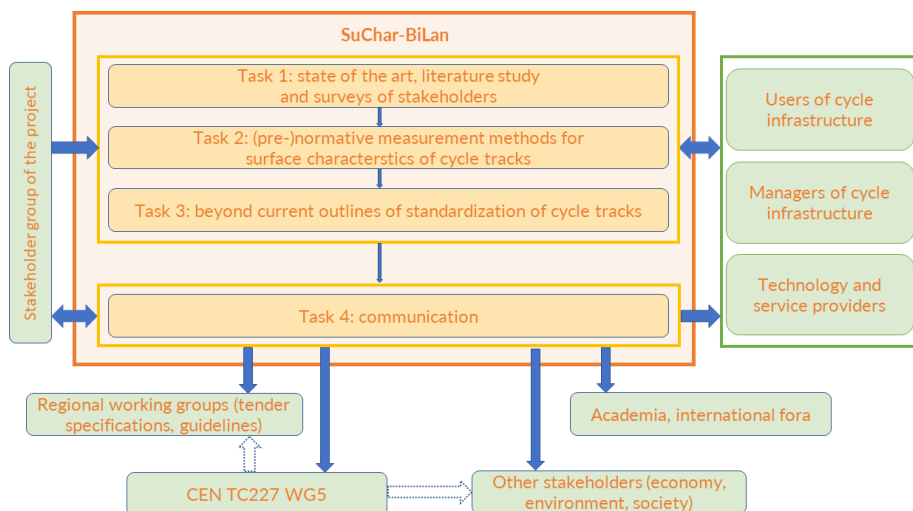 SuChar-BiLan
Stakeholder group of the project
Task 1: state of the art, literature study
and surveys of stakeholders
Task 2: (pre-)normative measurement methods for
surface characterstics of cycle tracks
Task 3: beyond current outlines of standardization of cycle tracks
Task 4: communication
Users of cycle
infrastructure
Managers of cycle
infrastructure
Technology and
service providers
Regional working groups (tender
specifications, guidelines)
Academia, international fora
CEN TC227 WG5
Other stakeholders (economy,
environment, society)